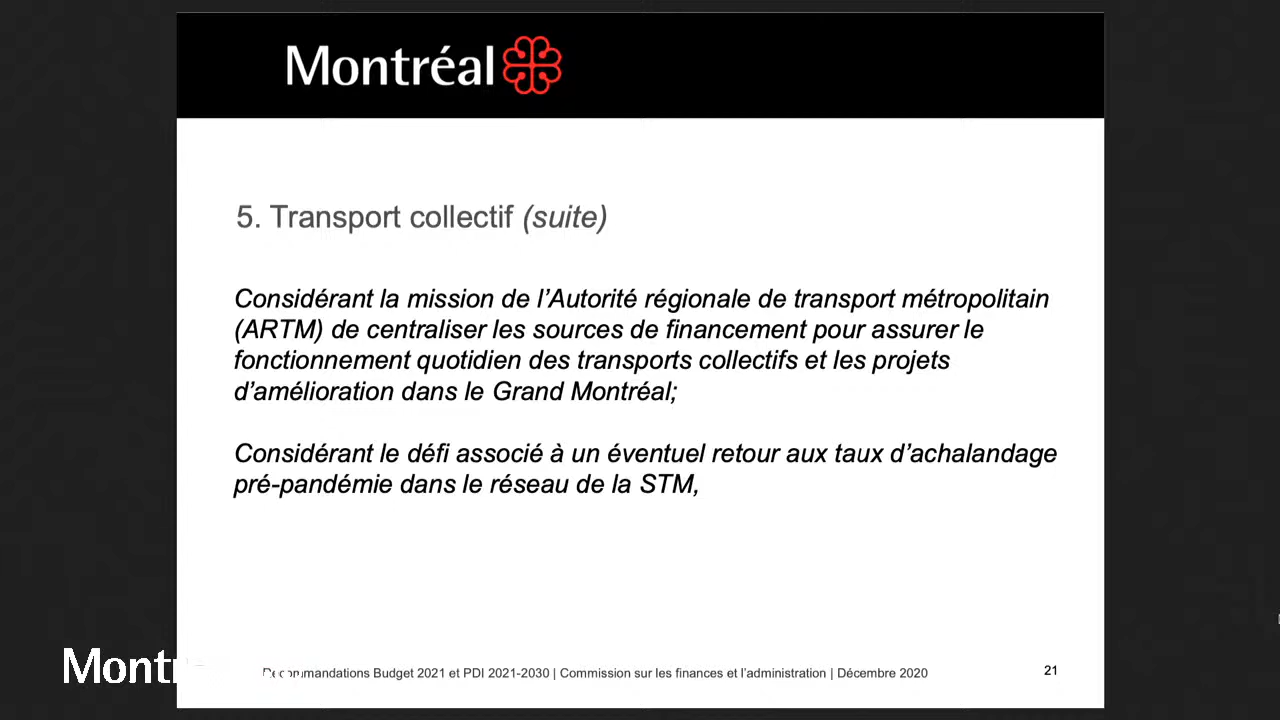 Montréal
5. Transport collectif (suite)
Considérant la mission de l’Autorité régionale de transport métropolitain
(ARTM) de centraliser les sources de financement pour assurer le
fonctionnement quotidien des transports collectifs et les projets
d’amélioration dans le Grand Montréal;
Considérant le défi associé à un éventuel retour aux taux d’achalandage
pré-pandémie dans le réseau de la STM,
Recommandations Budget 2021 et PDI 2021-2030 | Commission sur les finances et l’administration | Décembre 2020
21